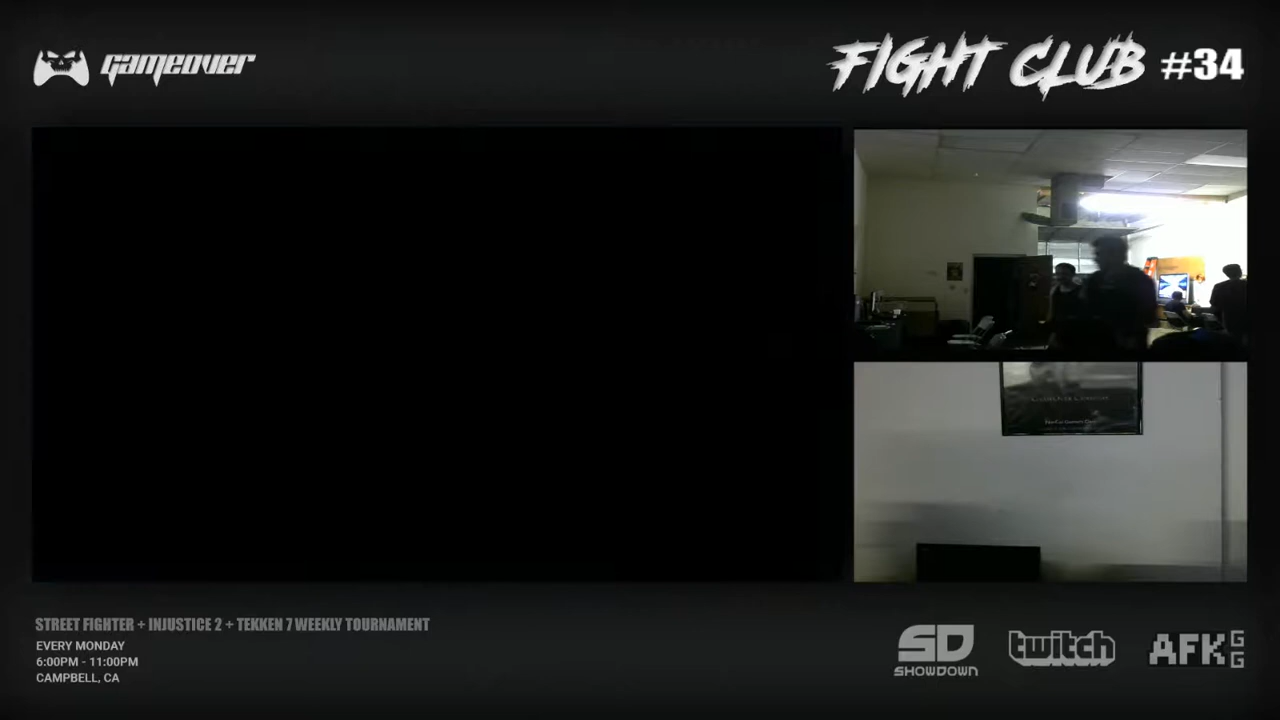 GAMEOVER
FIGHT CLUB #34
STREET FIGHTER + INJUSTICE 2 + TEKKEN 7 WEEKLY TOURNAMENT
EVERY MONDAY
6:00PM - 11:00PM
CAMPBELL, CA
SD
SHOWDOWN
twitch
AFK GG